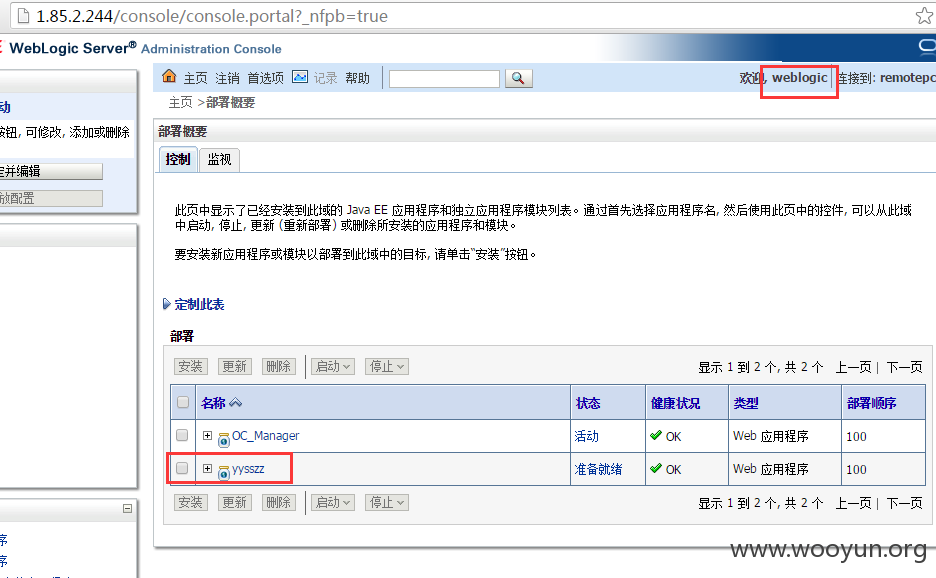 1.85.2.244/console/console.portal?_nfpb=true
WebLogic Server® Administration Console
主页 注销 首选项 记录 帮助
欢迎, weblogic 连接到: remotepc
主页 >部署概要
动
按钮, 可修改, 添加或删除
定并编辑
放配置
部署概要
控制 监视
此页中显示了已经安装到此域的 Java EE 应用程序和独立应用程序模块列表。通过首先选择应用程序名, 然后使用此页中的控件, 可以从此域
中启动, 停止, 更新 (重新部署) 或删除所安装的应用程序和模块。
要安装新应用程序或模块以部署到此域中的目标, 请单击"安装"按钮。
定制此表
部署
安装 更新 删除 启动 停止 显示 1 到 2 个, 共 2 个 上一页 | 下一页
名称 状态 健康状况 类型 部署顺序
OC_Manager 活动 OK Web 应用程序 100
yysszz 准备就绪 OK Web 应用程序 100
安装 更新 删除 启动 停止 显示 1 到 2 个, 共 2 个 上一页 | 下一页
序
序
www.wooyun.org